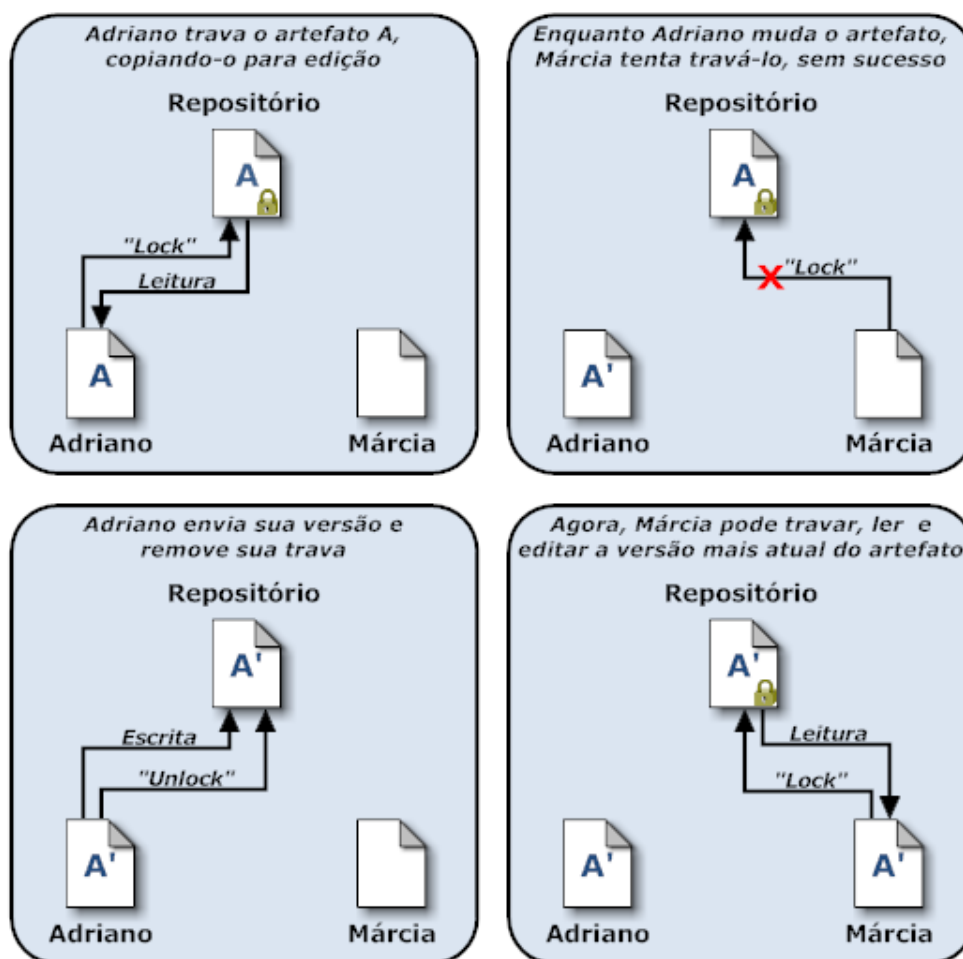 Adriano trava o artefato A,
copiando-o para edição
Repositório
A
"Lock"
Leitura
A
Adriano
Márcia
Enquanto Adriano muda o artefato,
Márcia tenta travá-lo, sem sucesso
Repositório
A
X "Lock"
A'
Adriano
Márcia
Adriano envia sua versão e
remove sua trava
Repositório
A'
Escrita
"Unlock"
A'
Adriano
Márcia
Agora, Márcia pode travar, ler e
editar a versão mais atual do artefato
Repositório
A'
Leitura
"Lock"
A'
A'
Adriano
Márcia